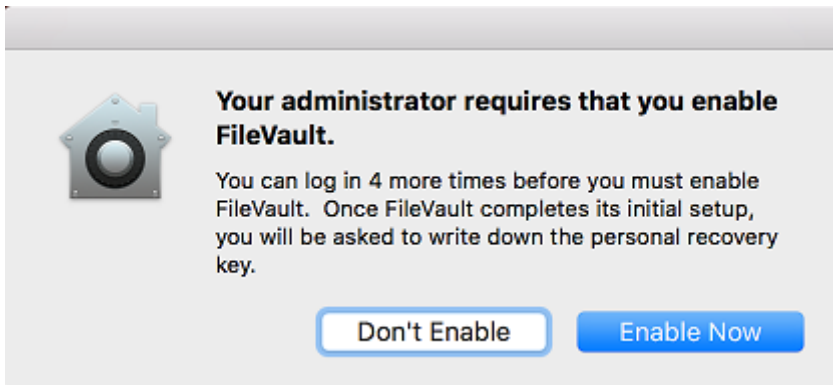 Your administrator requires that you enable
FileVault.
You can log in 4 more times before you must enable
FileVault.  Once FileVault completes its initial setup,
you will be asked to write down the personal recovery
key.
Don't Enable
Enable Now